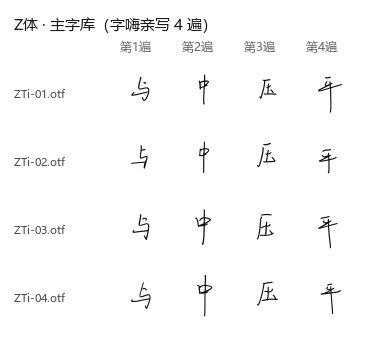 Z体 · 主字库（字嗨亲写 4 遍）
第1遍 第2遍 第3遍 第4遍
ZTi-01.otf 与 中 压 平
ZTi-02.otf 与 中 压 平
ZTi-03.otf 与 中 压 平
ZTi-04.otf 与 中 压 平